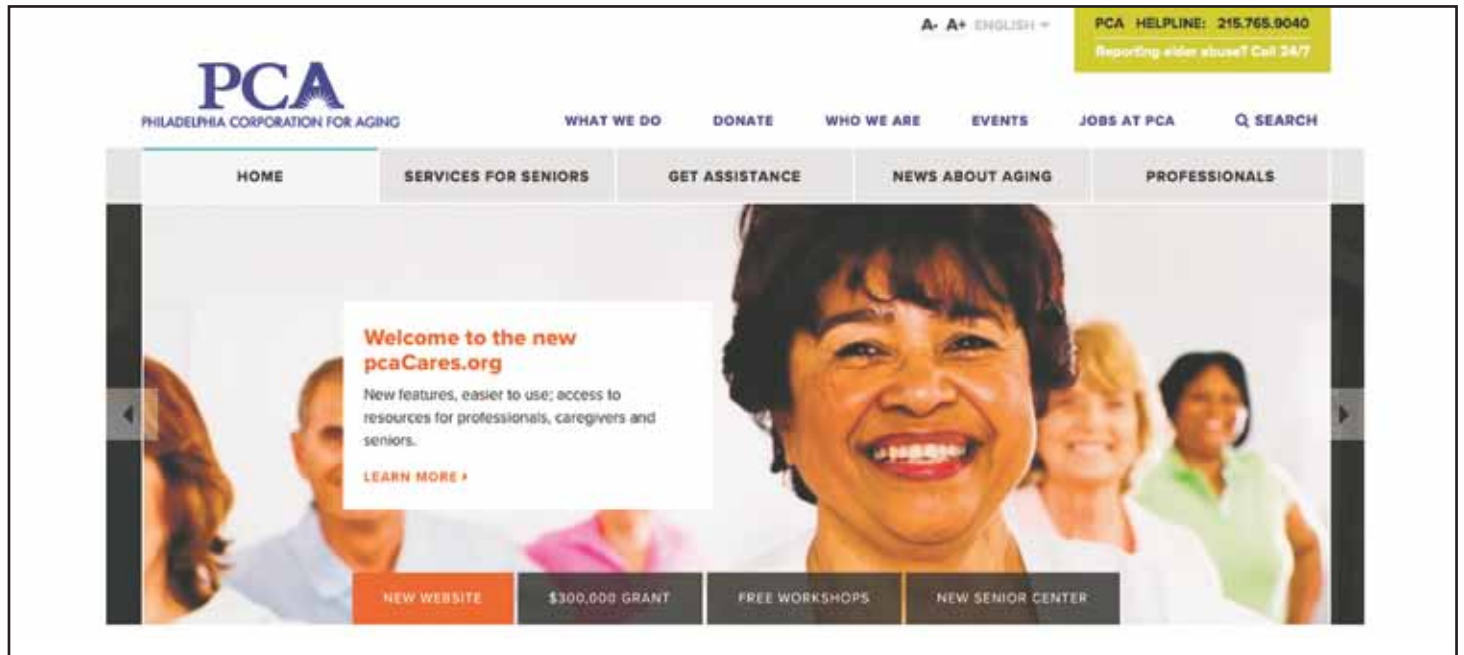 A- A+ ENGLISH
PCA HELPLINE: 215.765.9040
Reporting elder abuse? Call 24/7
PCA
PHILADELPHIA CORPORATION FOR AGING
WHAT WE DO DONATE WHO WE ARE EVENTS JOBS AT PCA SEARCH
HOME SERVICES FOR SENIORS GET ASSISTANCE NEWS ABOUT AGING PROFESSIONALS
Welcome to the new
pcaCares.org
New features, easier to use; access to
resources for professionals, caregivers and
seniors.
LEARN MORE
NEW WEBSITE $300,000 GRANT FREE WORKSHOPS NEW SENIOR CENTER